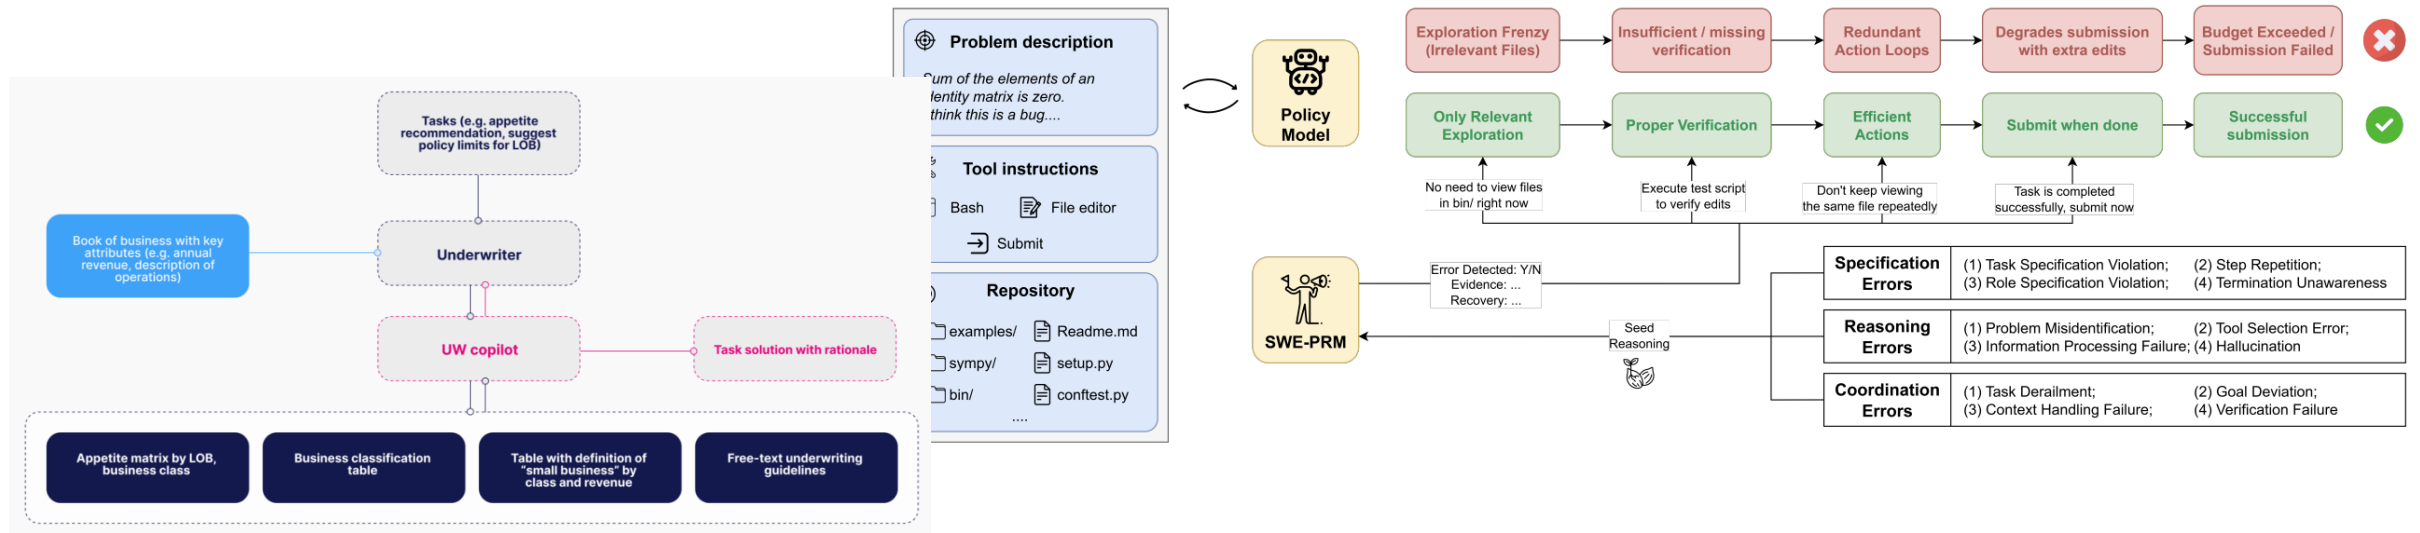 Tasks (e.g. appetite
recommendation, suggest
policy limits for LOB)
Book of business with key
attributes (e.g. annual
revenue, description of
operations)
Underwriter
UW copilot
Task solution with rationale
Appetite matrix by LOB,
business class
Business classification
table
Table with definition of
“small business” by
class and revenue
Free-text underwriting
guidelines
Problem description
Sum of the elements of an
identity matrix is zero.
think this is a bug....
Tool instructions
Bash
File editor
Submit
Repository
examples/
Readme.md
sympy/
setup.py
bin/
conftest.py
....
Policy
Model
Exploration Frenzy
(Irrelevant Files)
Insufficient / missing
verification
Redundant
Action Loops
Degrades submission
with extra edits
Budget Exceeded /
Submission Failed
Only Relevant
Exploration
Proper Verification
Efficient
Actions
Submit when done
Successful
submission
No need to view files
in bin/ right now
Execute test script
to verify edits
Don't keep viewing
the same file repeatedly
Task is completed
successfully, submit now
SWE-PRM
Error Detected: Y/N
Evidence: ...
Recovery: ...
Seed
Reasoning
Specification
Errors
(1) Task Specification Violation; (2) Step Repetition;
(3) Role Specification Violation; (4) Termination Unawareness
Reasoning
Errors
(1) Problem Misidentification; (2) Tool Selection Error;
(3) Information Processing Failure; (4) Hallucination
Coordination
Errors
(1) Task Derailment; (2) Goal Deviation;
(3) Context Handling Failure; (4) Verification Failure